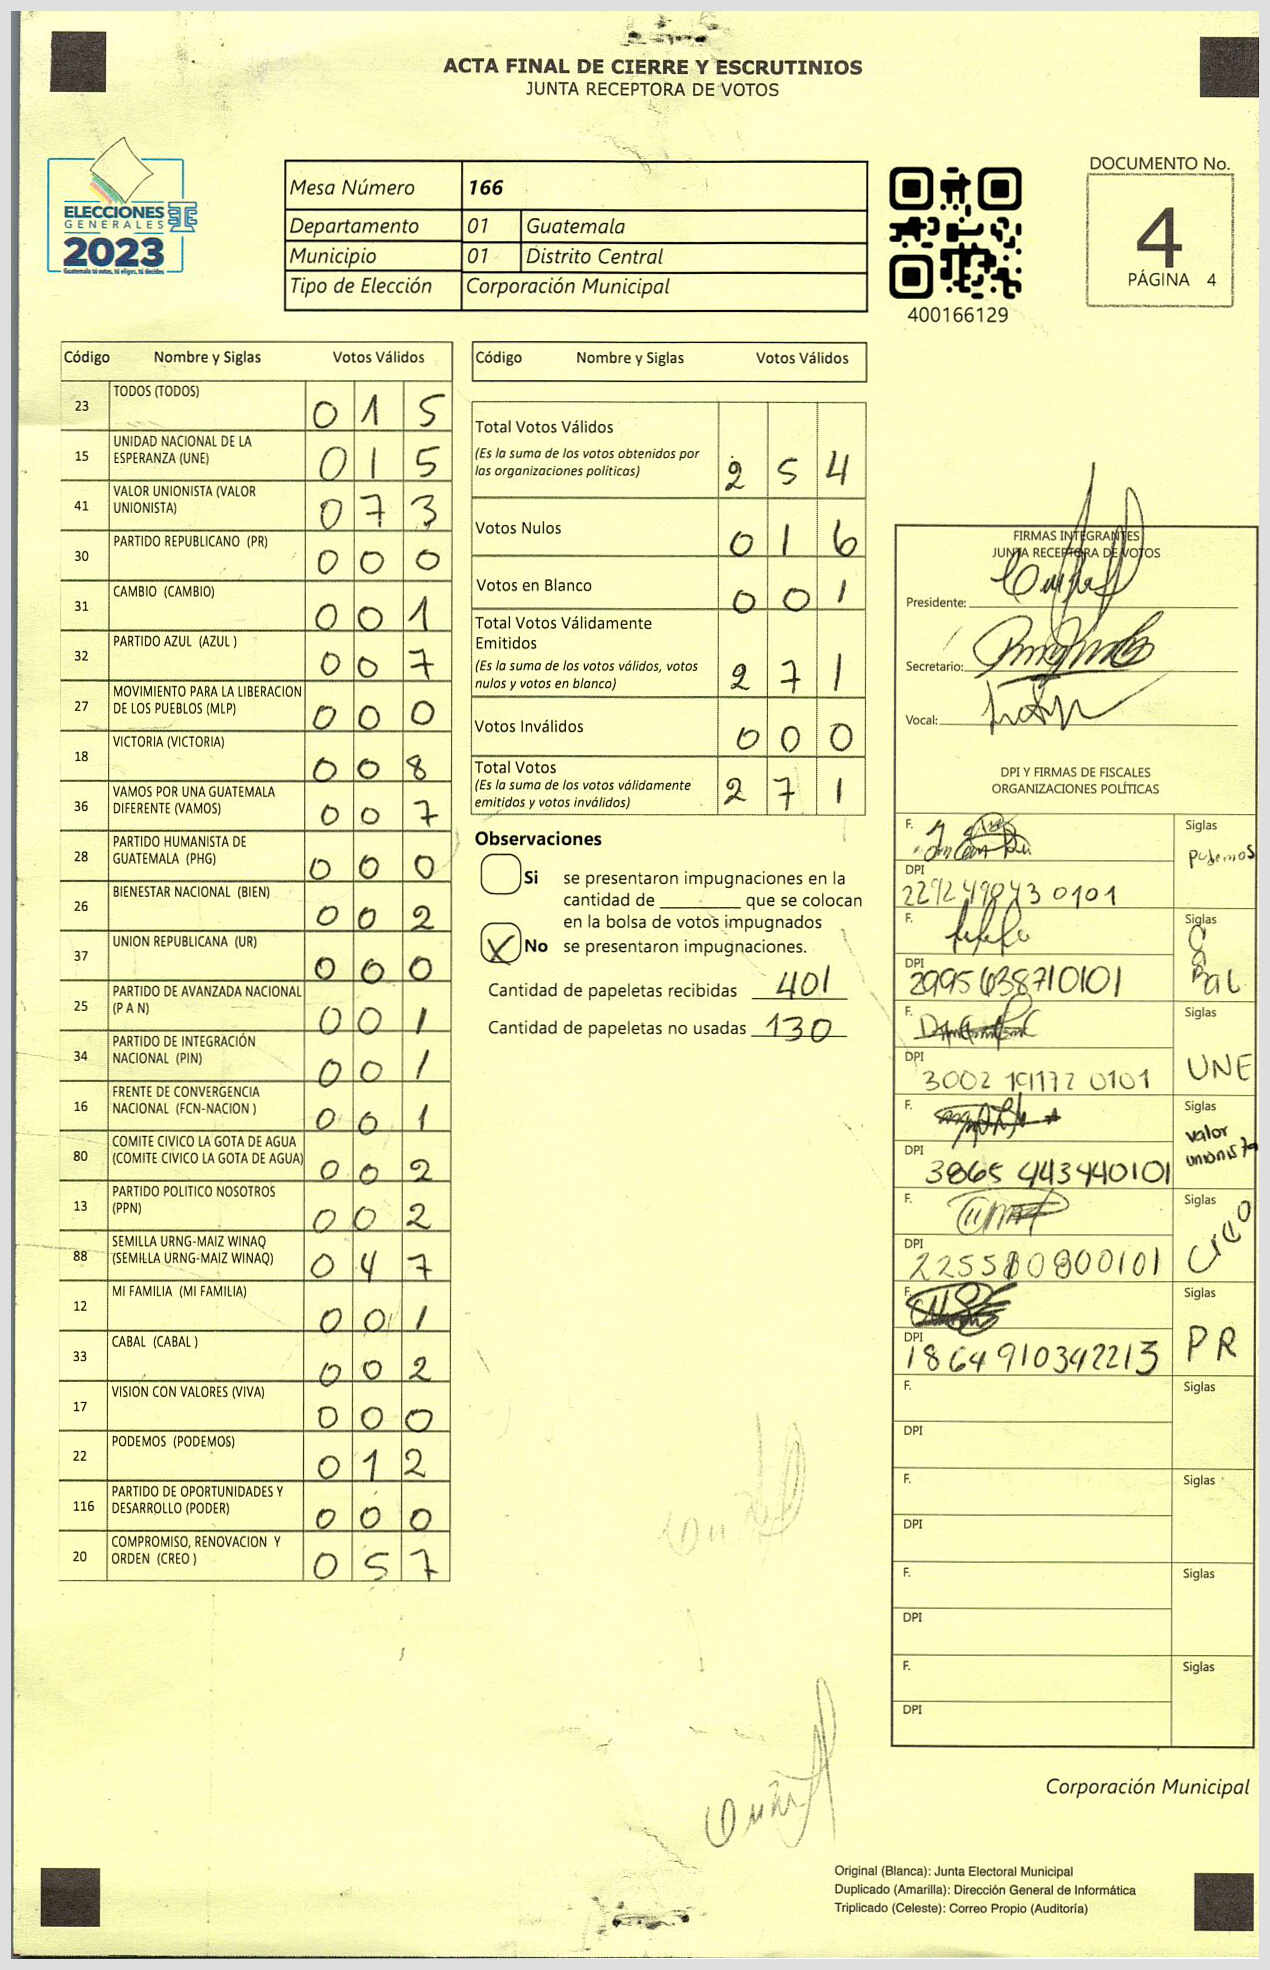 ACTA FINAL DE CIERRE Y ESCRUTINIOS
JUNTA RECEPTORA DE VOTOS
ELECCIONES
GENERALES
2023
Guatemala tú votas, tú eliges, tú decides
Mesa Número 166
Departamento 01 Guatemala
Municipio 01 Distrito Central
Tipo de Elección Corporación Municipal
400166129
DOCUMENTO No.
4
PÁGINA 4
Código Nombre y Siglas Votos Válidos
23 TODOS (TODOS) 0 1 5
15 UNIDAD NACIONAL DE LA ESPERANZA (UNE) 0 1 5
41 VALOR UNIONISTA (VALOR UNIONISTA) 0 7 3
30 PARTIDO REPUBLICANO (PR) 0 0 0
31 CAMBIO (CAMBIO) 0 0 1
32 PARTIDO AZUL (AZUL ) 0 0 7
27 MOVIMIENTO PARA LA LIBERACION DE LOS PUEBLOS (MLP) 0 0 0
18 VICTORIA (VICTORIA) 0 0 8
36 VAMOS POR UNA GUATEMALA DIFERENTE (VAMOS) 0 0 7
28 PARTIDO HUMANISTA DE GUATEMALA (PHG) 0 0 0
26 BIENESTAR NACIONAL (BIEN) 0 0 2
37 UNION REPUBLICANA (UR) 0 0 0
25 PARTIDO DE AVANZADA NACIONAL (P A N) 0 0 1
34 PARTIDO DE INTEGRACIÓN NACIONAL (PIN) 0 0 1
16 FRENTE DE CONVERGENCIA NACIONAL (FCN-NACION ) 0 0 1
80 COMITE CIVICO LA GOTA DE AGUA (COMITE CIVICO LA GOTA DE AGUA) 0 0 2
13 PARTIDO POLITICO NOSOTROS (PPN) 0 0 2
88 SEMILLA URNG-MAIZ WINAQ (SEMILLA URNG-MAIZ WINAQ) 0 4 7
12 MI FAMILIA (MI FAMILIA) 0 0 1
33 CABAL (CABAL ) 0 0 2
17 VISION CON VALORES (VIVA) 0 0 0
22 PODEMOS (PODEMOS) 0 1 2
116 PARTIDO DE OPORTUNIDADES Y DESARROLLO (PODER) 0 0 0
20 COMPROMISO, RENOVACION Y ORDEN (CREO ) 0 5 7
Código Nombre y Siglas Votos Válidos
Total Votos Válidos
(Es la suma de los votos obtenidos por
las organizaciones políticas) 2 5 4
Votos Nulos 0 1 6
Votos en Blanco 0 0 1
Total Votos Válidamente
Emitidos
(Es la suma de los votos válidos, votos
nulos y votos en blanco) 2 7 1
Votos Inválidos 0 0 0
Total Votos
(Es la suma de los votos válidamente
emitidos y votos inválidos) 2 7 1
Observaciones
Si se presentaron impugnaciones en la
cantidad de ________ que se colocan
en la bolsa de votos impugnados
X No se presentaron impugnaciones.
Cantidad de papeletas recibidas 401
Cantidad de papeletas no usadas 130
FIRMAS INTEGRANTES
JUNTA RECEPTORA DE VOTOS
Presidente:
Secretario:
Vocal:
DPI Y FIRMAS DE FISCALES
ORGANIZACIONES POLÍTICAS
F. Siglas
Podemos
DPI
F. Siglas
CABAL
DPI
2995638710101
F. Siglas
UNE
DPI
F. Siglas
Valor
unionista
DPI
3865 443440101
F. Siglas
Creo
DPI
F. Siglas
PR
DPI
1864910342213
F. Siglas
DPI
F. Siglas
DPI
F. Siglas
DPI
F. Siglas
DPI
Corporación Municipal
Original (Blanca): Junta Electoral Municipal
Duplicado (Amarilla): Dirección General de Informática
Triplicado (Celeste): Correo Propio (Auditoría)